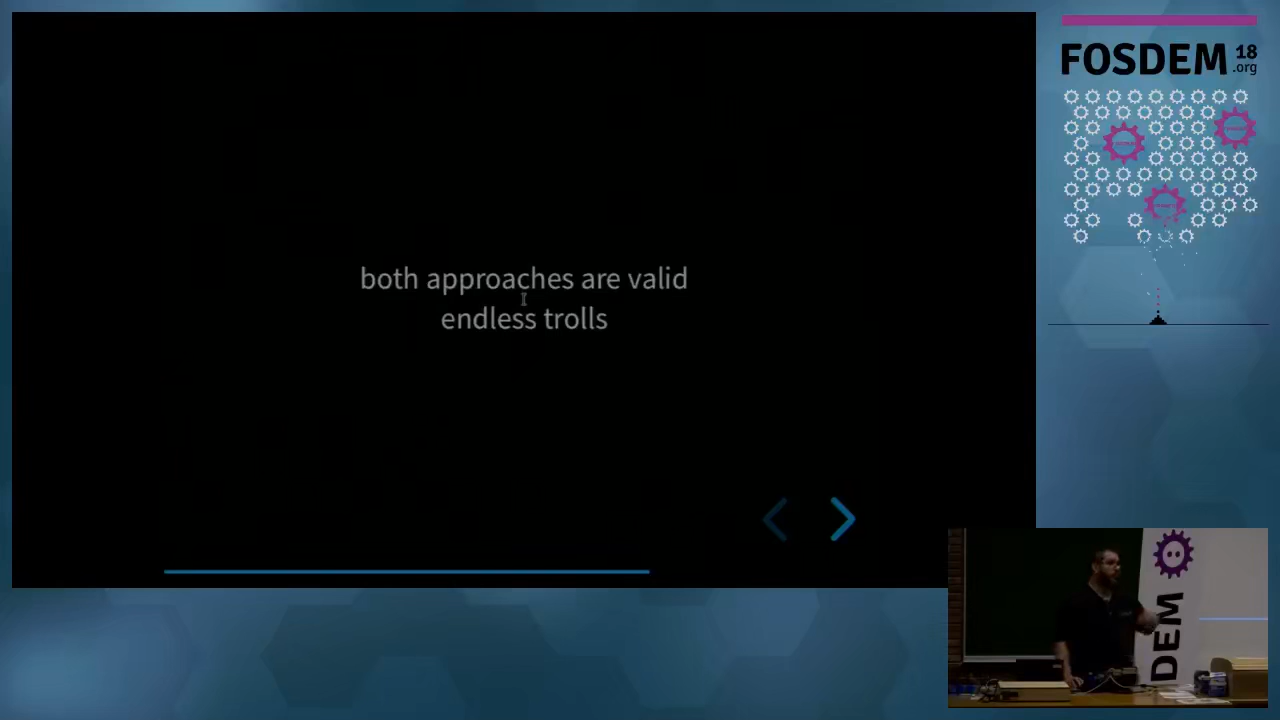 both approaches are valid
endless trolls
FOSDEM 18
.org
DEM